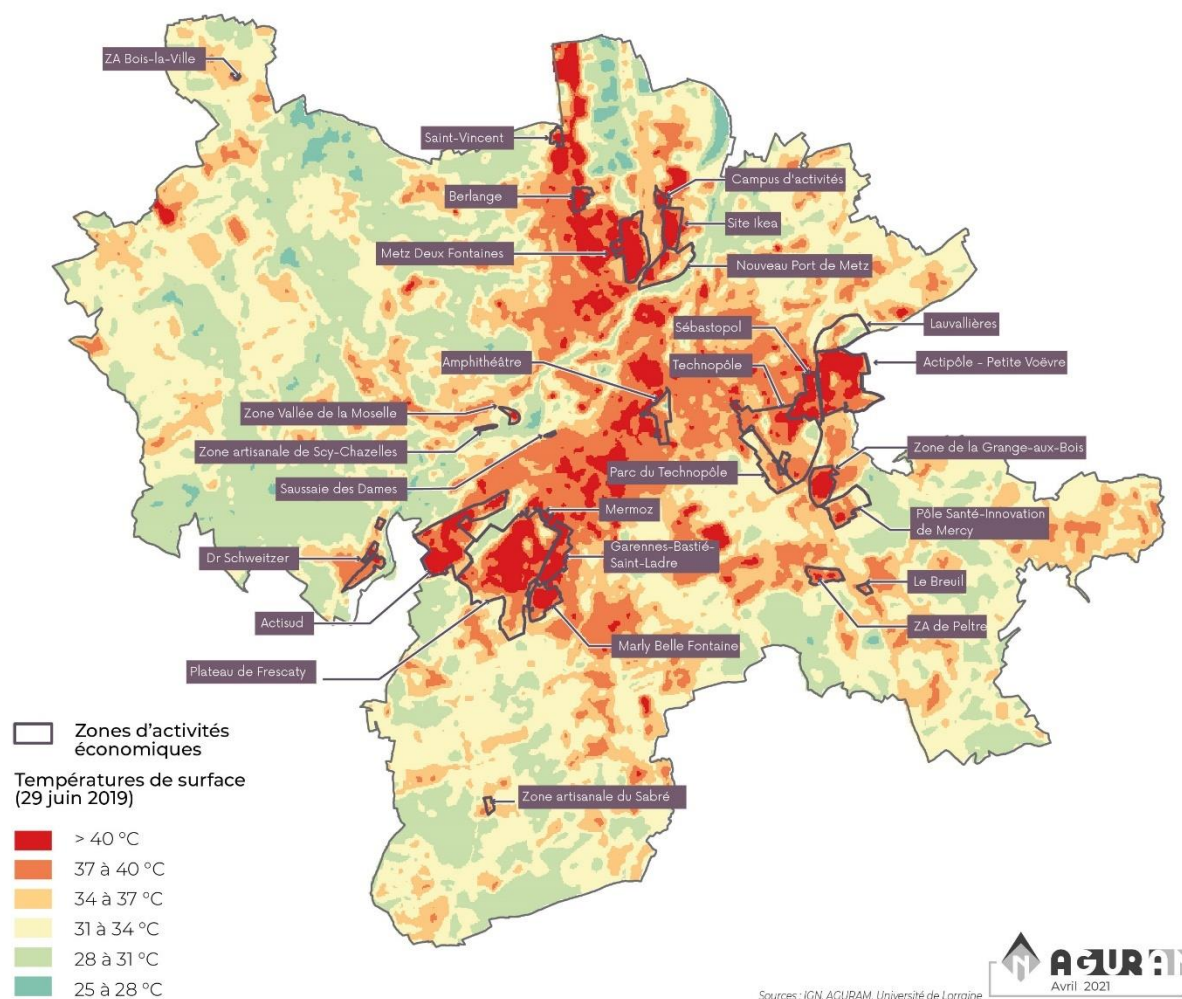 ZA Bois-la-Ville
Saint-Vincent
Berlange
Campus d'activités
Site Ikea
Metz Deux Fontaines
Nouveau Port de Metz
Sébastopol
Lauvallières
Amphithéâtre
Technopôle
Actipôle - Petite Voëvre
Zone Vallée de la Moselle
Zone artisanale de Scy-Chazelles
Zone de la Grange-aux-Bois
Saussaie des Dames
Parc du Technopôle
Mermoz
Pôle Santé-Innovation
de Mercy
Dr Schweitzer
Garennes-Bastié-
Saint-Ladre
Le Breuil
Actisud
ZA de Peltre
Marly Belle Fontaine
Plateau de Frescaty
Zone artisanale du Sabré
Zones d'activités
économiques
Températures de surface
(29 juin 2019)
> 40 °C
37 à 40 °C
34 à 37 °C
31 à 34 °C
28 à 31 °C
25 à 28 °C
N
AGURAM
Avril 2021
Sources : IGN, AGURAM, Université de Lorraine